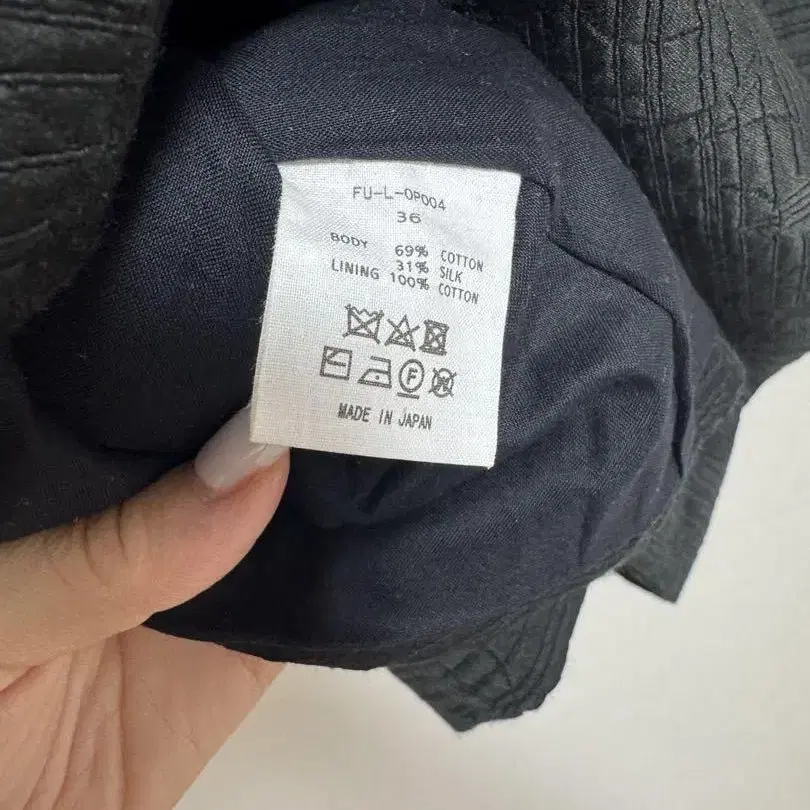 FU-L-OP004
36
BODY 69% COTTON
31% SILK
LINING 100% COTTON
F
MADE IN JAPAN